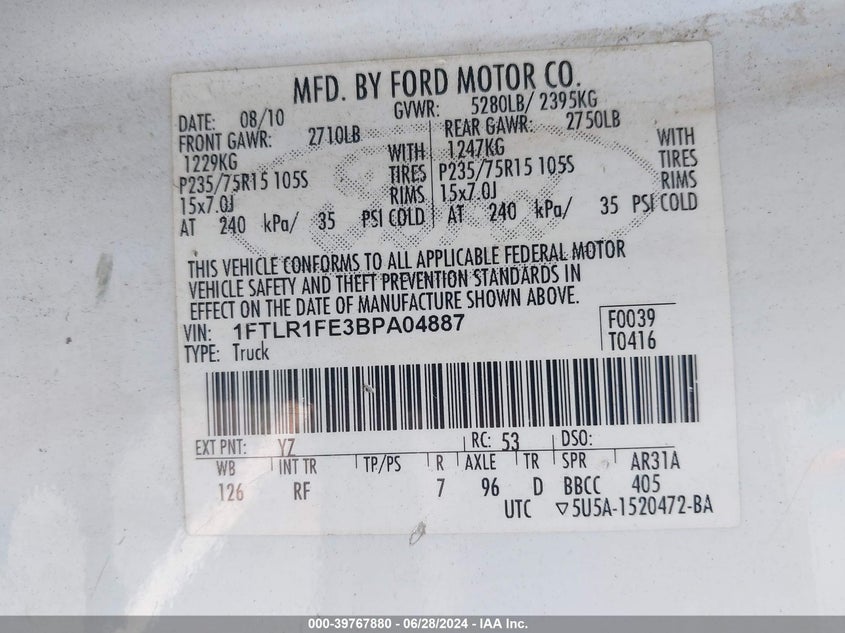 MFD. BY FORD MOTOR CO.
DATE: 08/10 GVWR: 5280LB/ 2395KG
FRONT GAWR: 2710LB REAR GAWR: 2750LB
1229KG WITH 1247KG WITH
P235/75R15 105S TIRES P235/75R15 105S TIRES
15x7.0J RIMS 15x7.0J RIMS
AT 240 kPa/ 35 PSI COLD AT 240 kPa/ 35 PSI COLD
THIS VEHICLE CONFORMS TO ALL APPLICABLE FEDERAL MOTOR
VEHICLE SAFETY AND THEFT PREVENTION STANDARDS IN
EFFECT ON THE DATE OF MANUFACTURE SHOWN ABOVE.
VIN: 1FTLR1FE3BPA04887 F0039
TYPE: Truck T0416
EXT PNT: YZ RC: 53 DSO:
WB INT TR TP/PS R AXLE TR SPR AR31A
126 RF 7 96 D BBCC 405
UTC ▽5U5A-1520472-BA
000-39767880 - 06/28/2024 - IAA Inc.